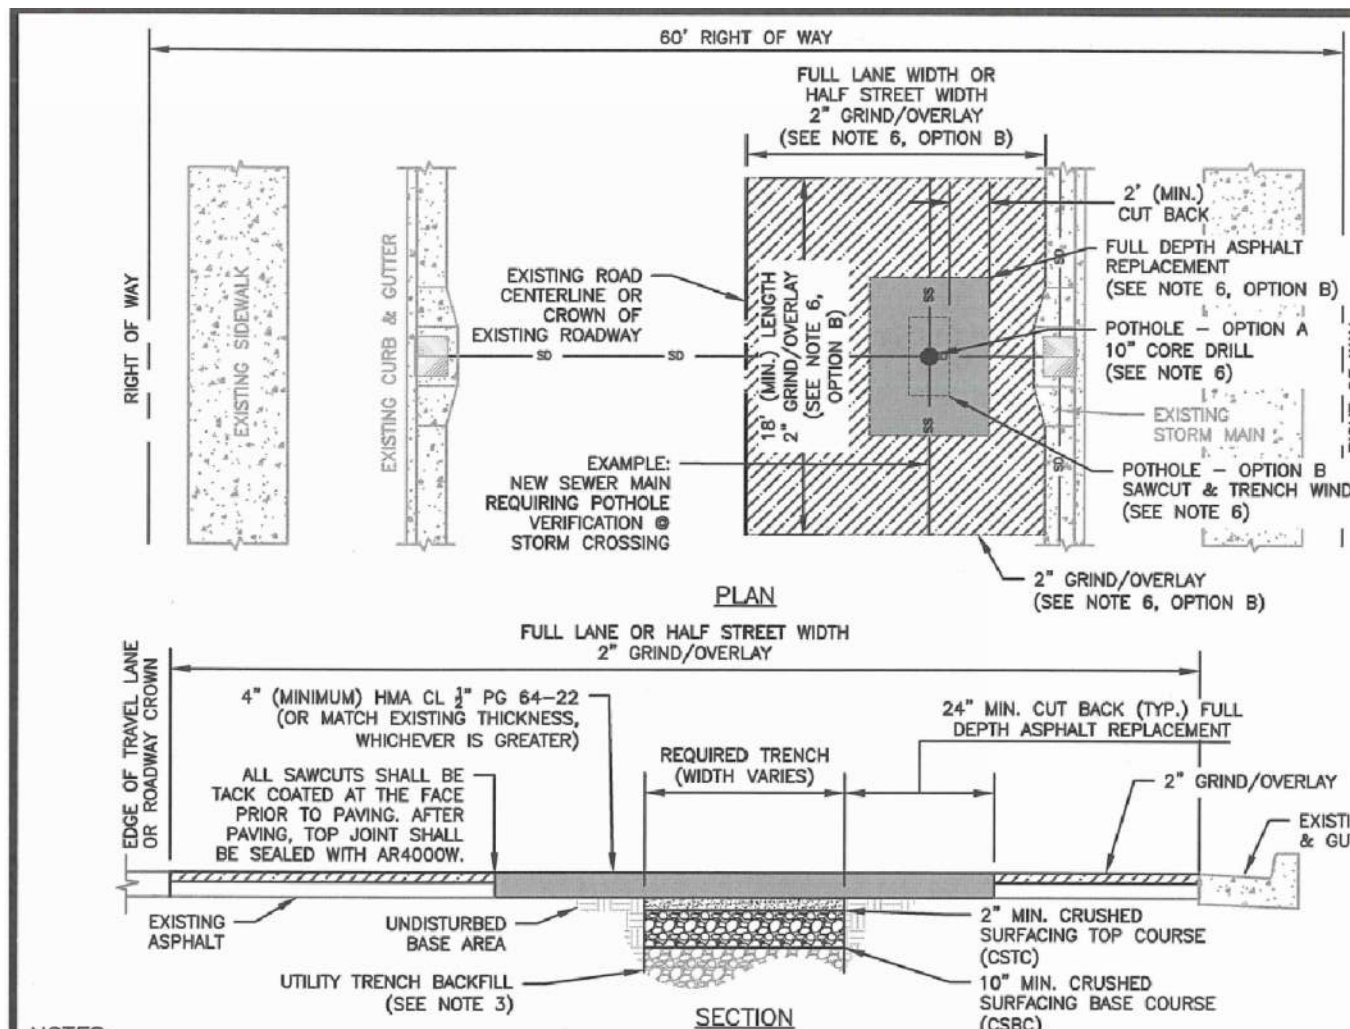 60' RIGHT OF WAY
FULL LANE WIDTH OR
HALF STREET WIDTH
2" GRIND/OVERLAY
(SEE NOTE 6, OPTION B)
2' (MIN.)
CUT BACK
FULL DEPTH ASPHALT
REPLACEMENT
(SEE NOTE 6, OPTION B)
POTHOLE – OPTION A
10" CORE DRILL
(SEE NOTE 6)
EXISTING
STORM MAIN
POTHOLE – OPTION B
SAWCUT & TRENCH WIND
(SEE NOTE 6)
RIGHT OF WAY
EXISTING SIDEWALK
EXISTING CURB & GUTTER
EXISTING ROAD
CENTERLINE OR
CROWN OF
EXISTING ROADWAY
SD
SD
18' (MIN.) LENGTH
2" GRIND/OVERLAY
(SEE NOTE 6,
OPTION B)
SS
SS
SD
SD
EXAMPLE:
NEW SEWER MAIN
REQUIRING POTHOLE
VERIFICATION @
STORM CROSSING
2" GRIND/OVERLAY
(SEE NOTE 6, OPTION B)
PLAN
FULL LANE OR HALF STREET WIDTH
2" GRIND/OVERLAY
EDGE OF TRAVEL LANE
OR ROADWAY CROWN
4" (MINIMUM) HMA CL ½" PG 64–22
(OR MATCH EXISTING THICKNESS,
WHICHEVER IS GREATER)
ALL SAWCUTS SHALL BE
TACK COATED AT THE FACE
PRIOR TO PAVING. AFTER
PAVING, TOP JOINT SHALL
BE SEALED WITH AR4000W.
REQUIRED TRENCH
(WIDTH VARIES)
24" MIN. CUT BACK (TYP.) FULL
DEPTH ASPHALT REPLACEMENT
2" GRIND/OVERLAY
EXISTI
& GU
EXISTING
ASPHALT
UNDISTURBED
BASE AREA
UTILITY TRENCH BACKFILL
(SEE NOTE 3)
2" MIN. CRUSHED
SURFACING TOP COURSE
(CSTC)
10" MIN. CRUSHED
SURFACING BASE COURSE
(CSBC)
SECTION